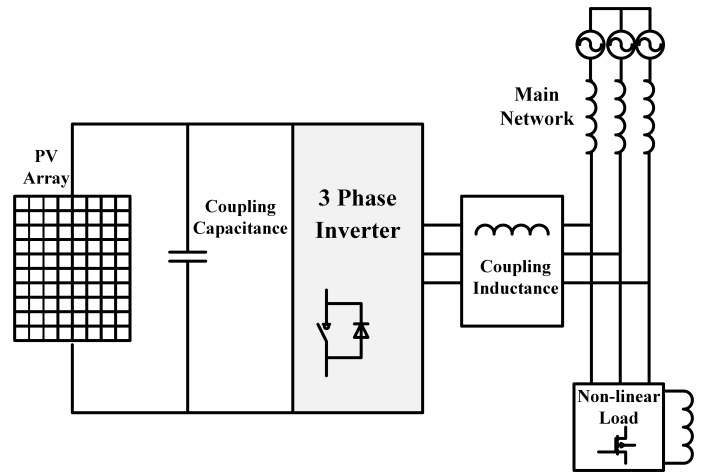 Main
Network
PV
Array
Coupling
Capacitance
3 Phase
Inverter
Coupling
Inductance
Non-linear
Load